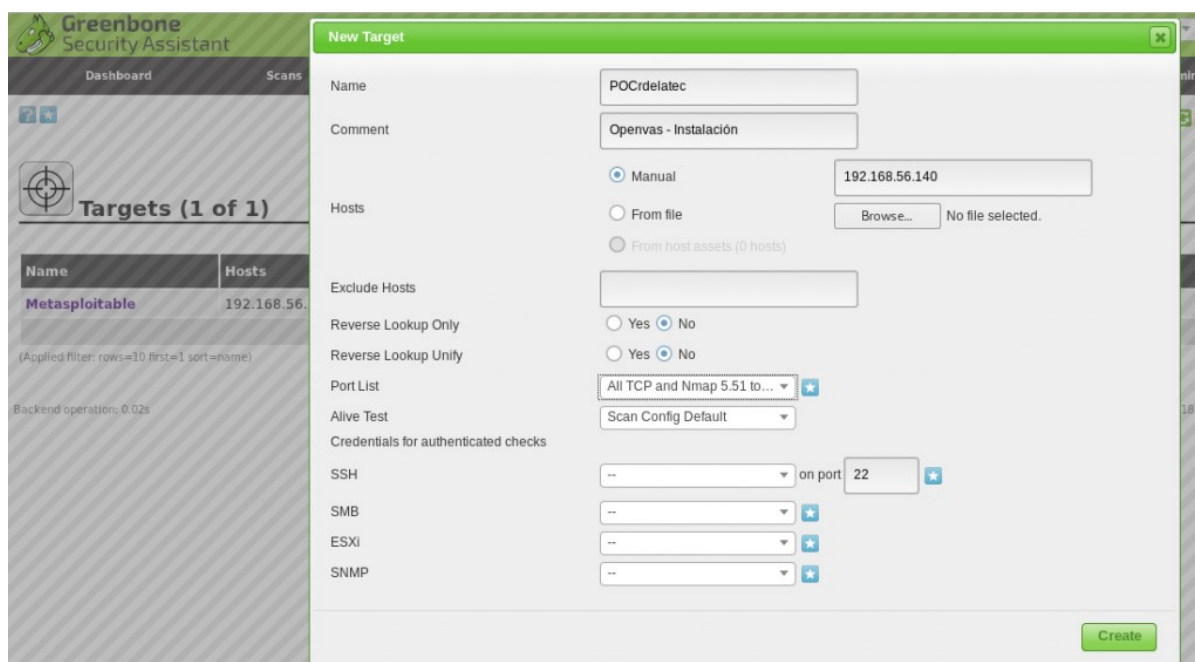 Greenbone
Security Assistant
Dashboard
Scans
Targets (1 of 1)
Name
Hosts
Metasploitable
192.168.56.
(Applied filter: rows=10 first=1 sort=name)
Backend operation: 0.02s
New Target
Name
POCrdelatec
Comment
Openvas - Instalación
Hosts
Manual
192.168.56.140
From file
Browse...
No file selected.
From host assets (0 hosts)
Exclude Hosts
Reverse Lookup Only
Yes
No
Reverse Lookup Unify
Yes
No
Port List
All TCP and Nmap 5.51 to...
Alive Test
Scan Config Default
Credentials for authenticated checks
SSH
--
on port
22
SMB
--
ESXi
--
SNMP
--
Create